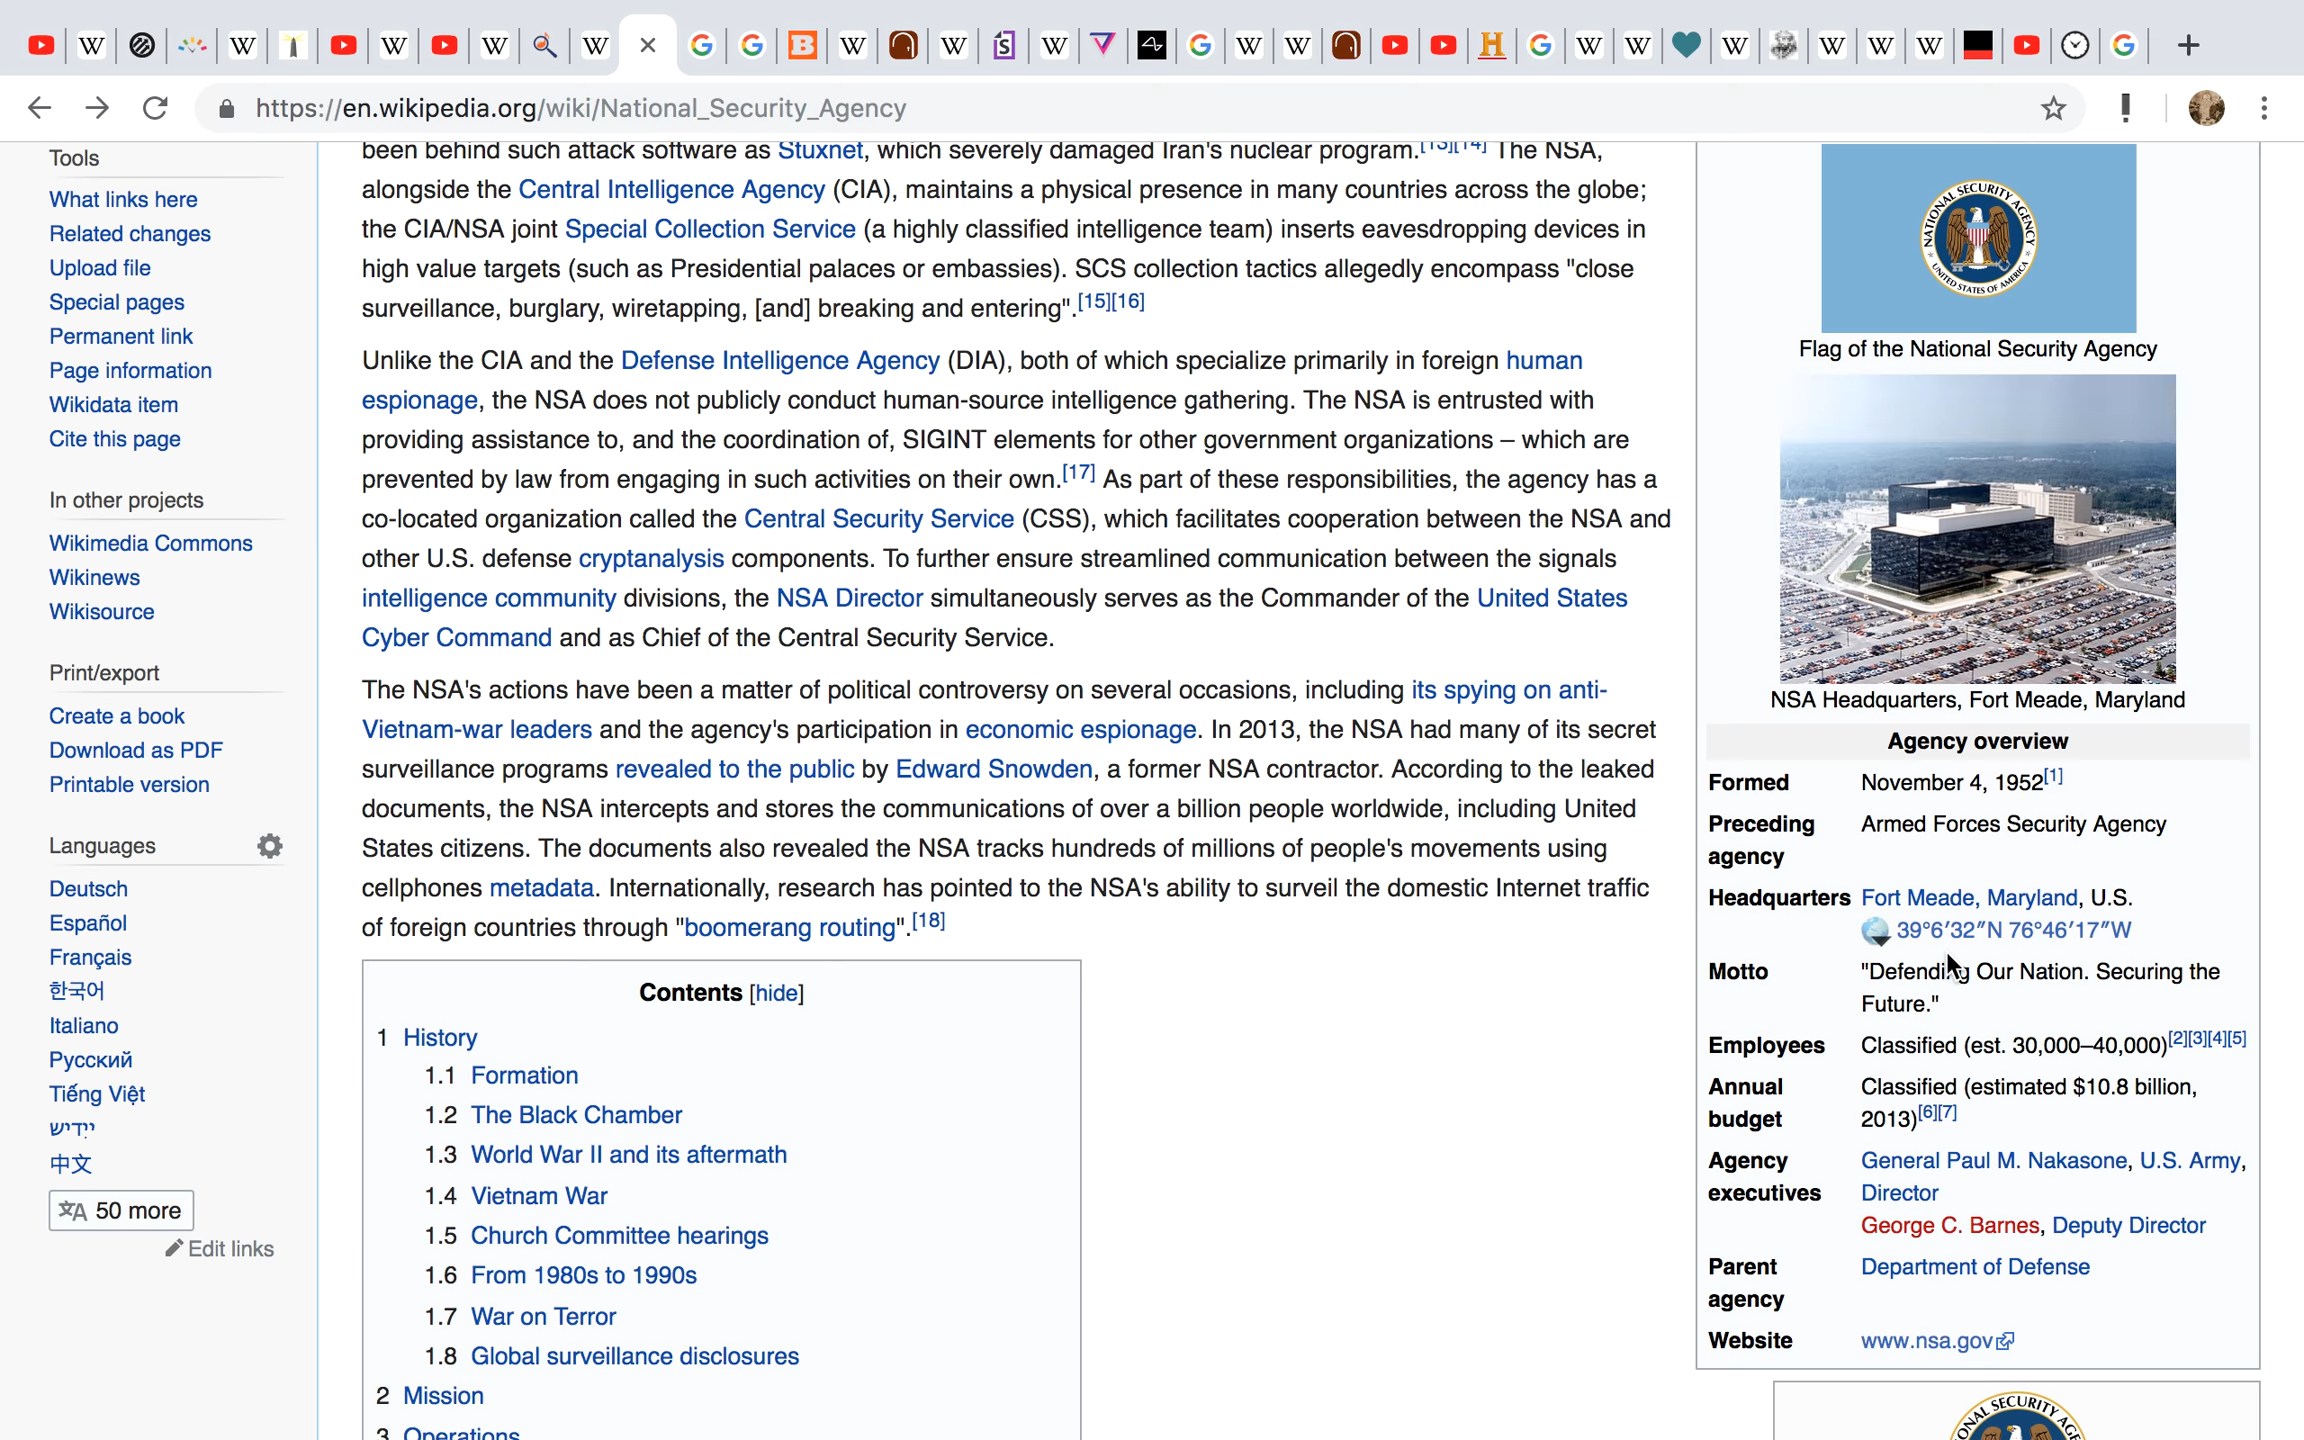 https://en.wikipedia.org/wiki/National_Security_Agency
Tools
What links here
Related changes
Upload file
Special pages
Permanent link
Page information
Wikidata item
Cite this page
In other projects
Wikimedia Commons
Wikinews
Wikisource
Print/export
Create a book
Download as PDF
Printable version
Languages
Deutsch
Español
Français
한국어
Italiano
Русский
Tiếng Việt
ייִדיש
中文
50 more
Edit links
been behind such attack software as Stuxnet, which severely damaged Iran's nuclear program.[13][14] The NSA,
alongside the Central Intelligence Agency (CIA), maintains a physical presence in many countries across the globe;
the CIA/NSA joint Special Collection Service (a highly classified intelligence team) inserts eavesdropping devices in
high value targets (such as Presidential palaces or embassies). SCS collection tactics allegedly encompass "close
surveillance, burglary, wiretapping, [and] breaking and entering".[15][16]
Unlike the CIA and the Defense Intelligence Agency (DIA), both of which specialize primarily in foreign human
espionage, the NSA does not publicly conduct human-source intelligence gathering. The NSA is entrusted with
providing assistance to, and the coordination of, SIGINT elements for other government organizations – which are
prevented by law from engaging in such activities on their own.[17] As part of these responsibilities, the agency has a
co-located organization called the Central Security Service (CSS), which facilitates cooperation between the NSA and
other U.S. defense cryptanalysis components. To further ensure streamlined communication between the signals
intelligence community divisions, the NSA Director simultaneously serves as the Commander of the United States
Cyber Command and as Chief of the Central Security Service.
The NSA's actions have been a matter of political controversy on several occasions, including its spying on anti-
Vietnam-war leaders and the agency's participation in economic espionage. In 2013, the NSA had many of its secret
surveillance programs revealed to the public by Edward Snowden, a former NSA contractor. According to the leaked
documents, the NSA intercepts and stores the communications of over a billion people worldwide, including United
States citizens. The documents also revealed the NSA tracks hundreds of millions of people's movements using
cellphones metadata. Internationally, research has pointed to the NSA's ability to surveil the domestic Internet traffic
of foreign countries through "boomerang routing".[18]
Contents [hide]
1 History
1.1 Formation
1.2 The Black Chamber
1.3 World War II and its aftermath
1.4 Vietnam War
1.5 Church Committee hearings
1.6 From 1980s to 1990s
1.7 War on Terror
1.8 Global surveillance disclosures
2 Mission
3 Operations
NATIONAL SECURITY AGENCY
UNITED STATES OF AMERICA
Flag of the National Security Agency
NSA Headquarters, Fort Meade, Maryland
Agency overview
Formed November 4, 1952[1]
Preceding Armed Forces Security Agency
agency
Headquarters Fort Meade, Maryland, U.S.
39°6′32″N 76°46′17″W
Motto "Defending Our Nation. Securing the
Future."
Employees Classified (est. 30,000–40,000)[2][3][4][5]
Annual Classified (estimated $10.8 billion,
budget 2013)[6][7]
Agency General Paul M. Nakasone, U.S. Army,
executives Director
George C. Barnes, Deputy Director
Parent Department of Defense
agency
Website www.nsa.gov
ONAL SECURITY AG